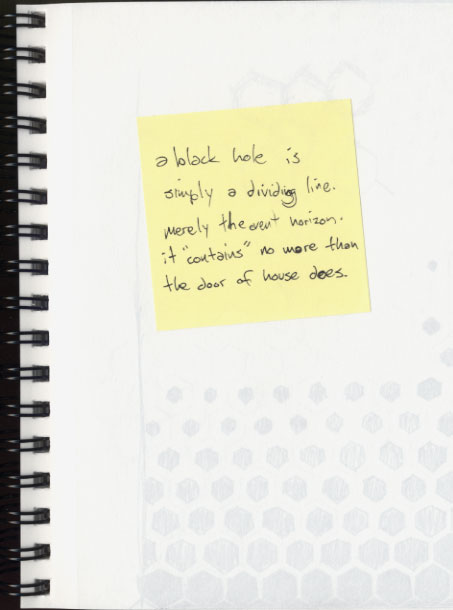 a black hole is
simply a dividing line.
merely the event horizon.
it "contains" no more than
the door of house does.